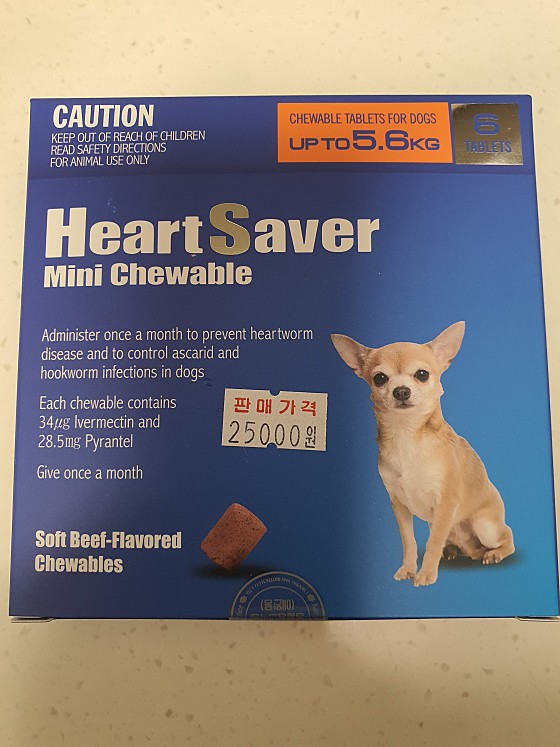 CAUTION
KEEP OUT OF REACH OF CHILDREN
READ SAFETY DIRECTIONS
FOR ANIMAL USE ONLY
CHEWABLE TABLETS FOR DOGS
UP TO 5.6KG
6
TABLETS
HeartSaver
Mini Chewable
Administer once a month to prevent heartworm
disease and to control ascarid and
hookworm infections in dogs
Each chewable contains
34㎍ Ivermectin and
28.5㎎ Pyrantel
Give once a month
판매가격
25000원
Soft Beef-Flavored
Chewables